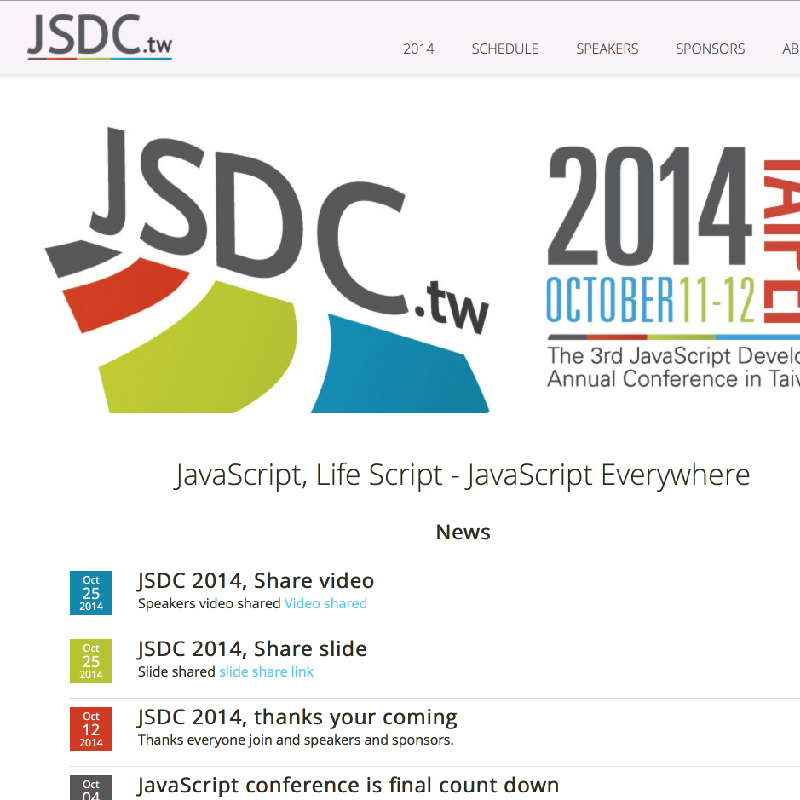 JSDC.tw
2014 SCHEDULE SPEAKERS SPONSORS
JSDC.tw
2014
TAIPEI
OCTOBER 11-12
The 3rd JavaScript
Annual Conference in
JavaScript, Life Script - JavaScript Everywhere
News
Oct
25
2014
JSDC 2014, Share video
Speakers video shared Video shared
Oct
25
2014
JSDC 2014, Share slide
Slide shared slide share link
Oct
12
2014
JSDC 2014, thanks your coming
Thanks everyone join and speakers and sponsors.
Oct
04
JavaScript conference is final count down